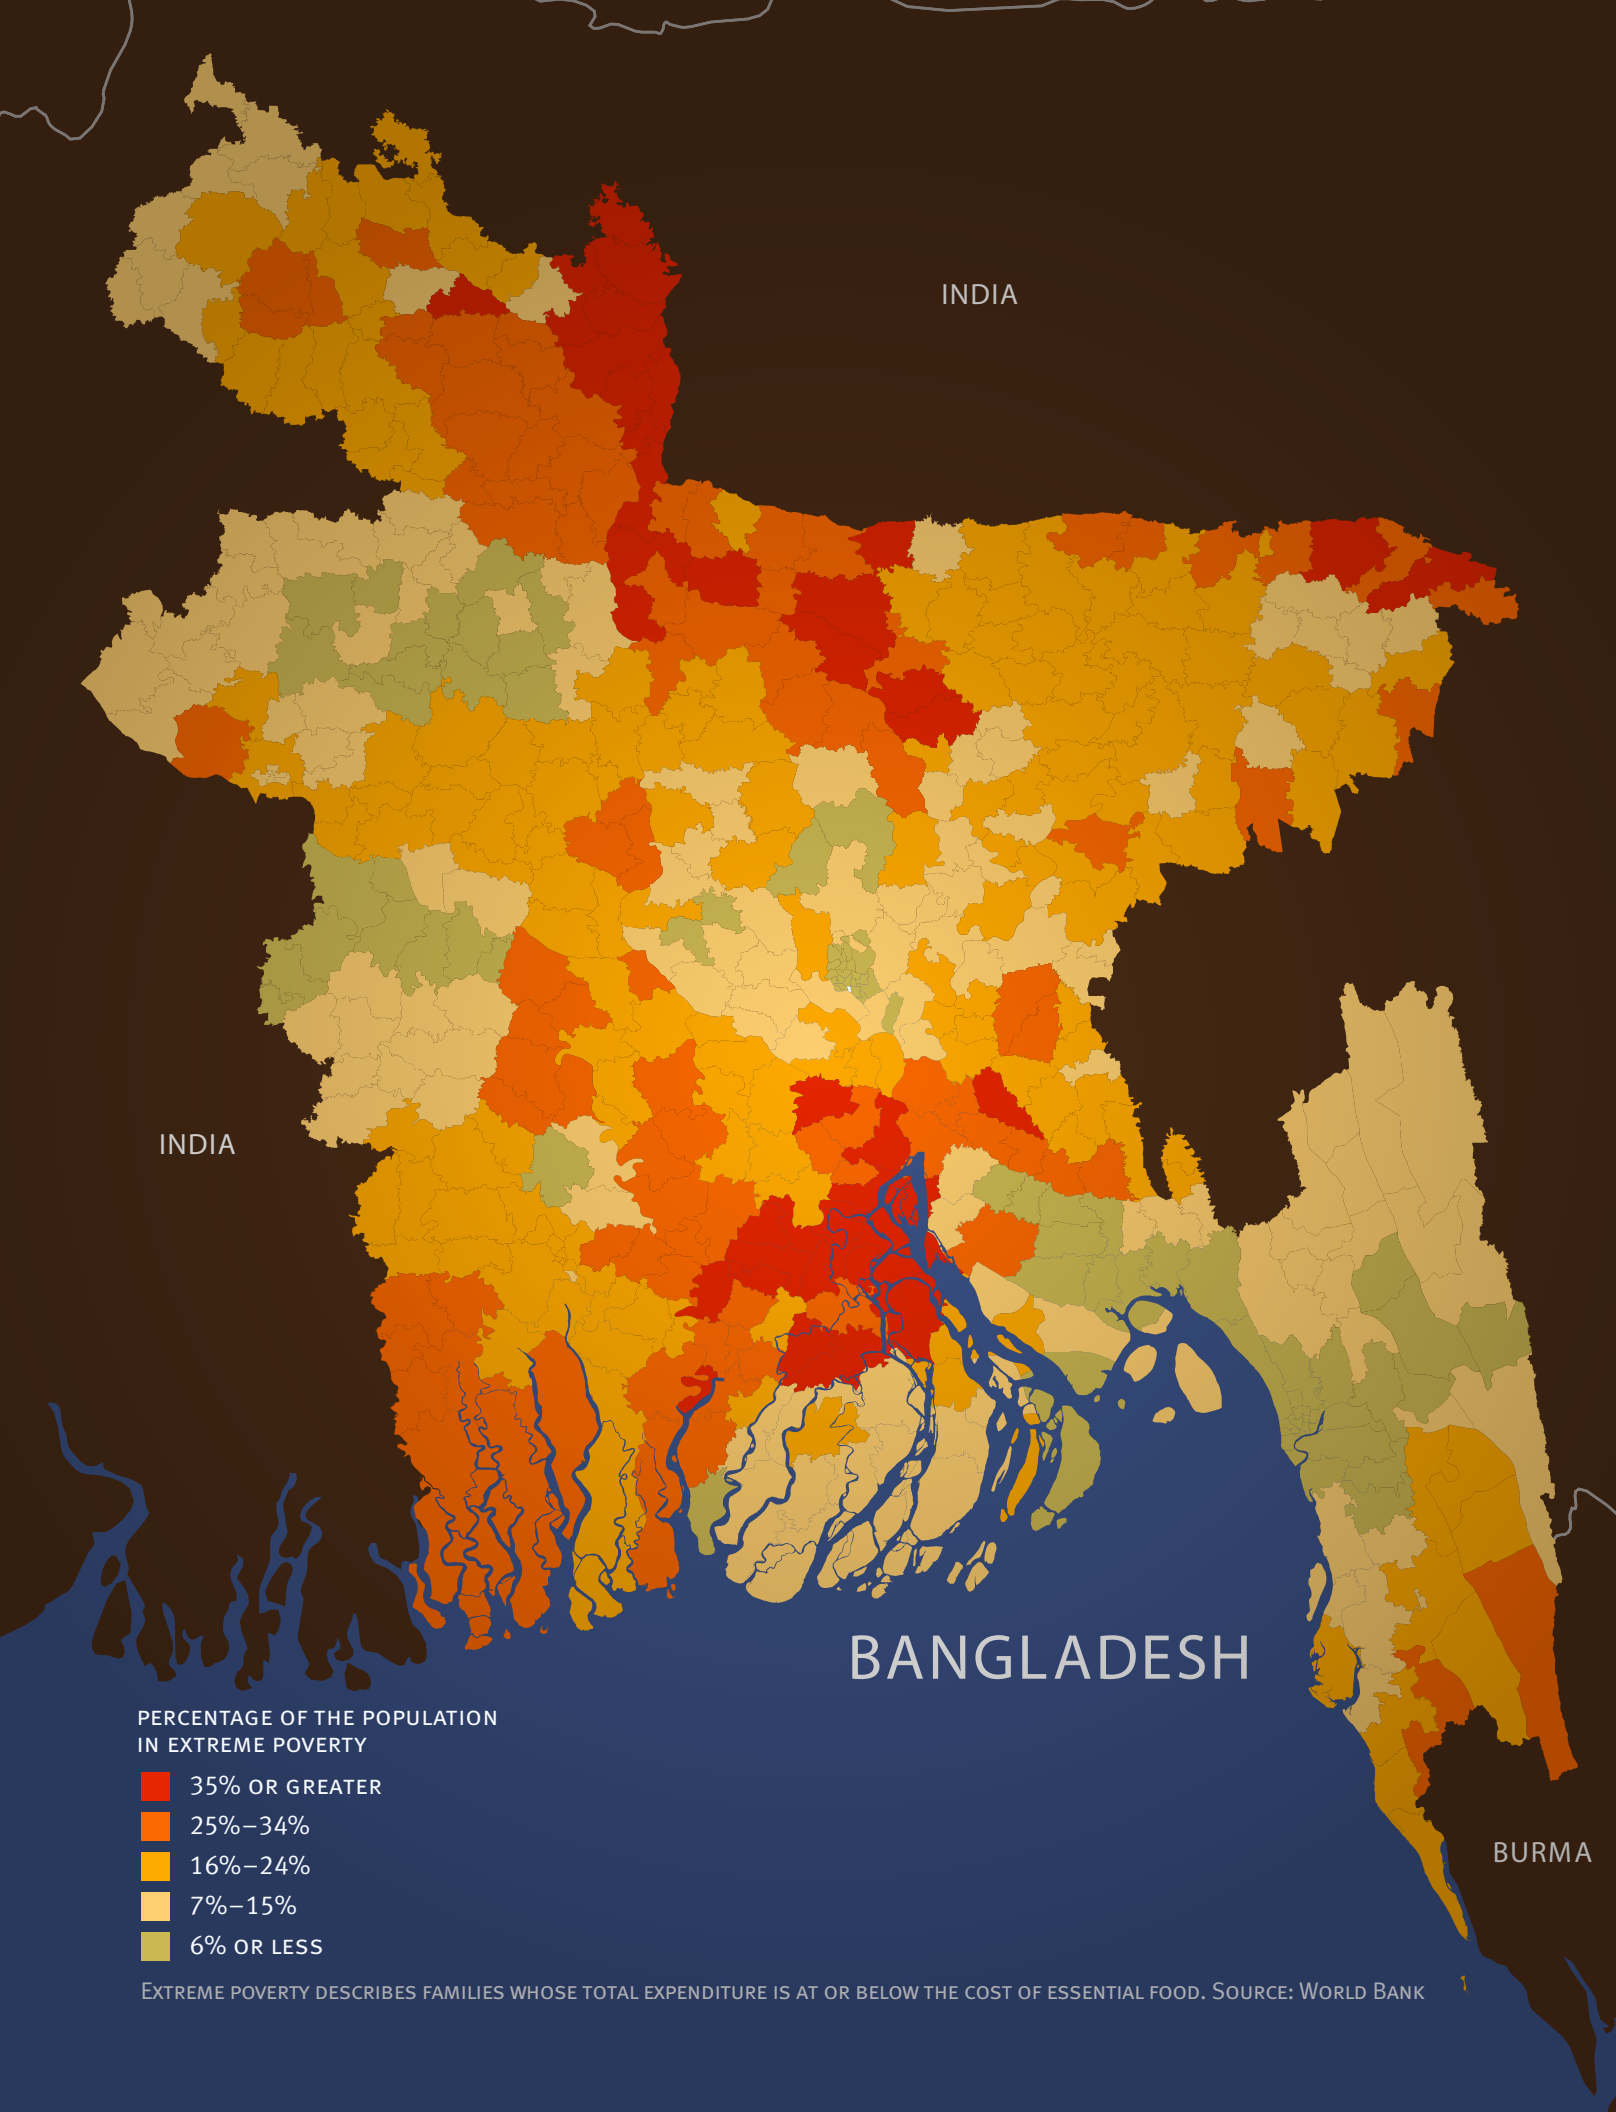 INDIA
INDIA
BANGLADESH
PERCENTAGE OF THE POPULATION
IN EXTREME POVERTY
35% OR GREATER
25%–34%
16%–24%
BURMA
7%–15%
6% OR LESS
EXTREME POVERTY DESCRIBES FAMILIES WHOSE TOTAL EXPENDITURE IS AT OR BELOW THE COST OF ESSENTIAL FOOD. SOURCE: WORLD BANK